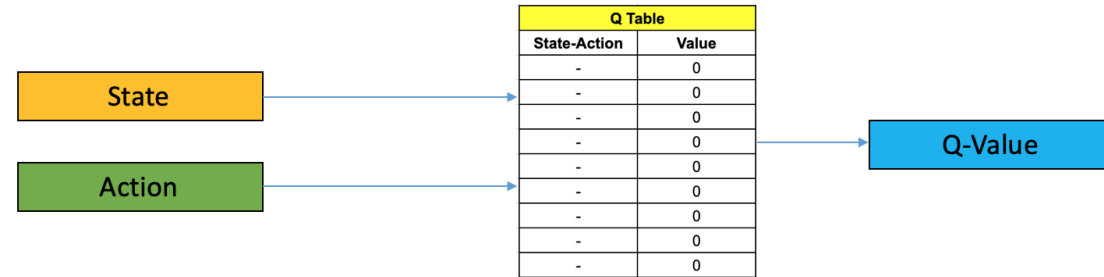 Q Table
State-Action Value
- 0
- 0
- 0
- 0
- 0
- 0
- 0
- 0
- 0
State
Action
Q-Value